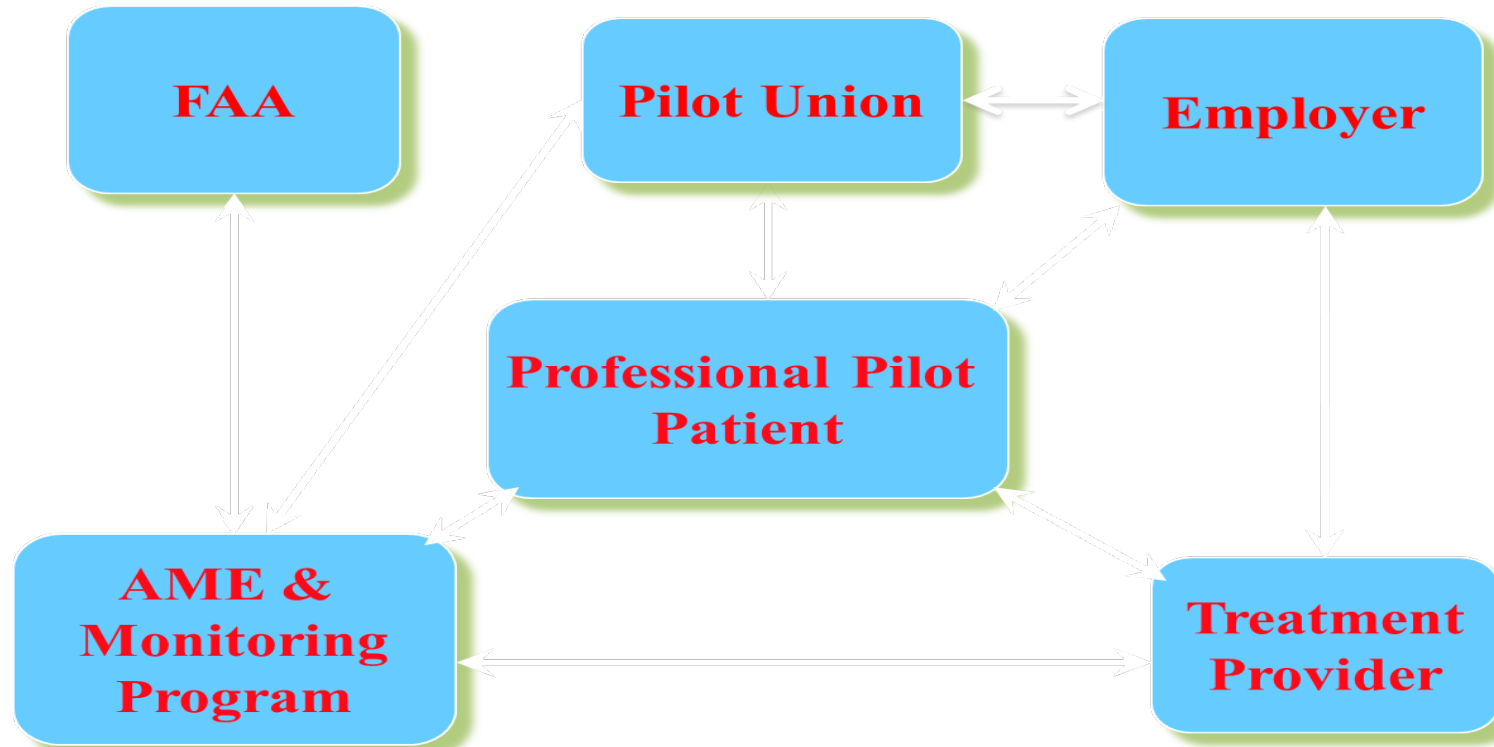 FAA
Pilot Union
Employer
Professional Pilot
Patient
AME &
Monitoring
Program
Treatment
Provider